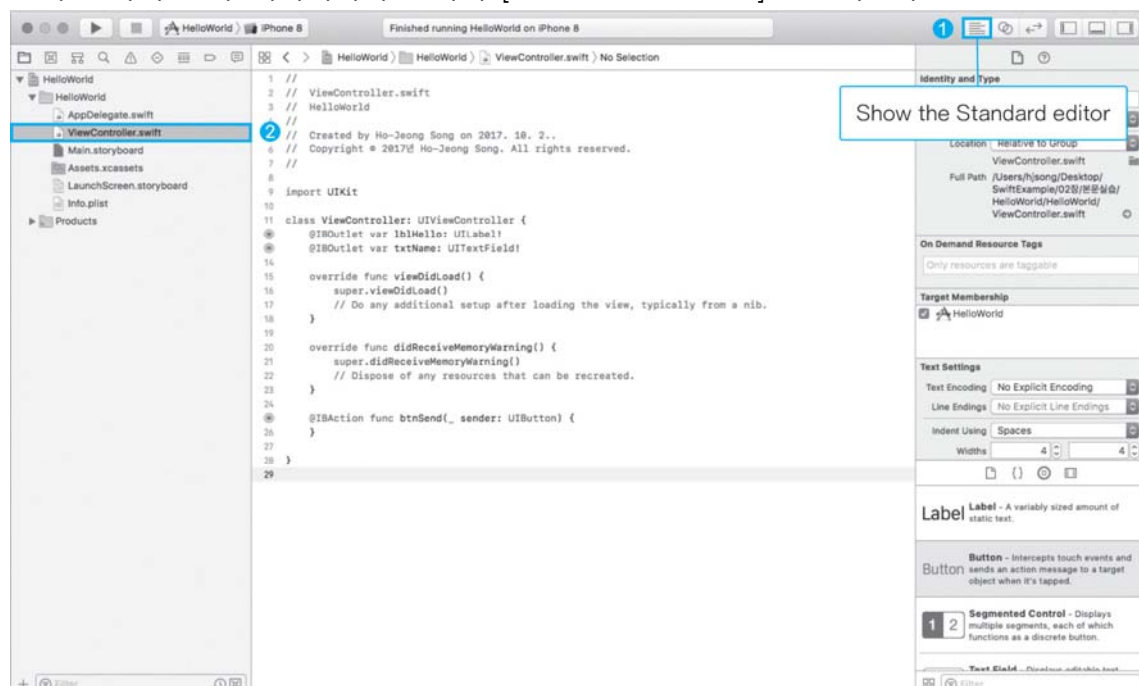 HelloWorld
iPhone 8
Finished running HelloWorld on iPhone 8
1
HelloWorld
HelloWorld
AppDelegate.swift
ViewController.swift
Main.storyboard
Assets.xcassets
LaunchScreen.storyboard
Info.plist
Products
Filter
HelloWorld
HelloWorld
ViewController.swift
No Selection
2
1 //
2 // ViewController.swift
3 // HelloWorld
//
// Created by Ho-Jeong Song on 2017. 10. 2..
6 // Copyright © 2017년 Ho-Jeong Song. All rights reserved.
7 //
8
9 import UIKit
10
11 class ViewController: UIViewController {
@IBOutlet var lblHello: UILabel!
@IBOutlet var txtName: UITextField!
14
15 override func viewDidLoad() {
16 super.viewDidLoad()
17 // Do any additional setup after loading the view, typically from a nib.
18 }
19
20 override func didReceiveMemoryWarning() {
21 super.didReceiveMemoryWarning()
22 // Dispose of any resources that can be recreated.
23 }
24
@IBAction func btnSend(_ sender: UIButton) {
26 }
27
28 }
29
Identity and Type
Show the Standard editor
Location Relative to Group
ViewController.swift
Full Path /Users/hjsong/Desktop/
SwiftExample/02장/본문실습/
HelloWorld/HelloWorld/
ViewController.swift
On Demand Resource Tags
Only resources are taggable
Target Membership
HelloWorld
Text Settings
Text Encoding No Explicit Encoding
Line Endings No Explicit Line Endings
Indent Using Spaces
Widths 4 4
{}
Label Label - A variably sized amount of
static text.
Button Button - Intercepts touch events and
sends an action message to a target
object when it's tapped.
1 2 Segmented Control - Displays
multiple segments, each of which
functions as a discrete button.
Text Field - Displays editable text
Filter